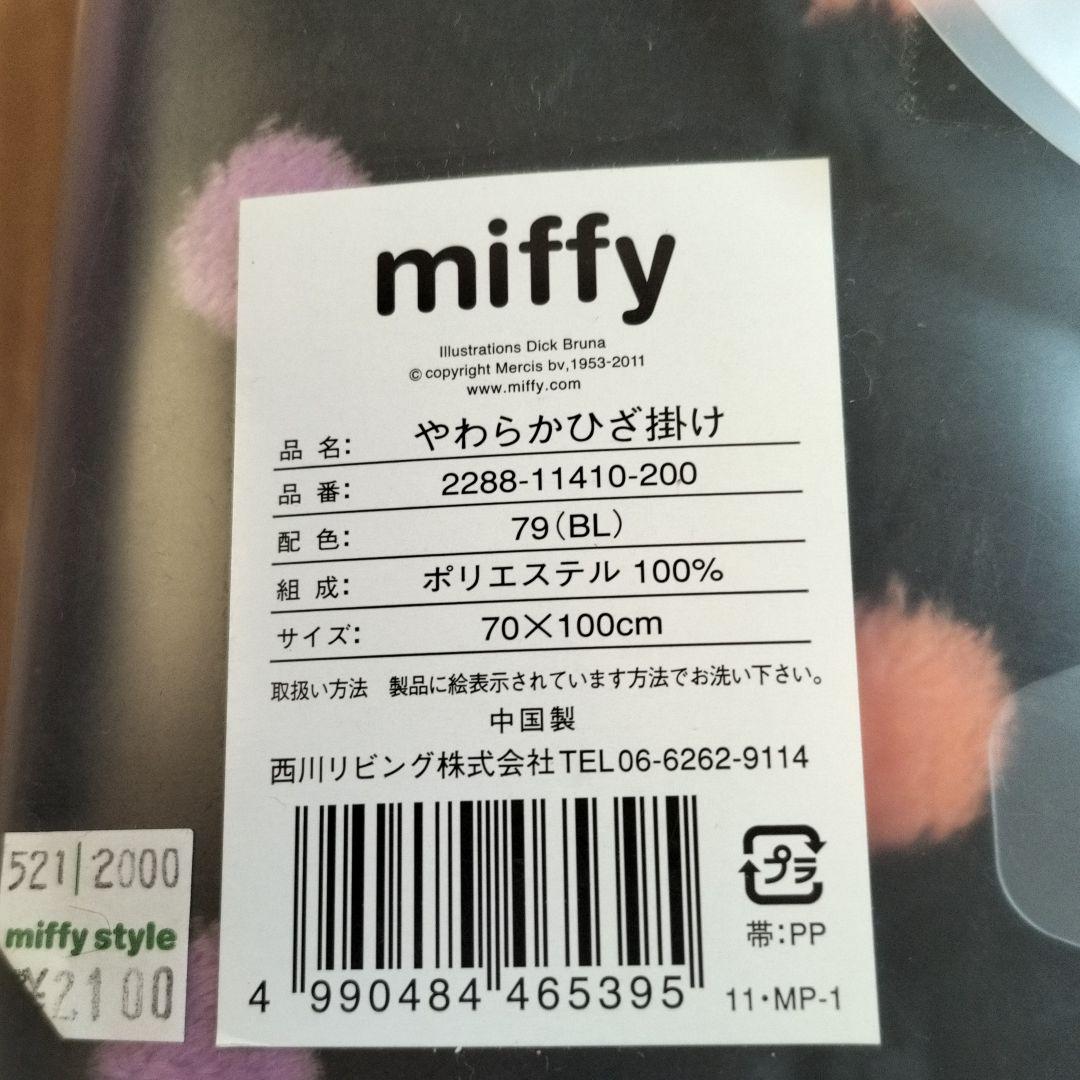 miffy
Illustrations Dick Bruna
© copyright Mercis bv,1953-2011
www.miffy.com
品 名: やわらかひざ掛け
品 番: 2288-11410-200
配 色: 79(BL)
組 成: ポリエステル 100%
サイズ: 70×100cm
取扱い方法 製品に絵表示されています方法でお洗い下さい。
中国製
西川リビング株式会社TEL06-6262-9114
プラ
帯:PP
4 990484 465395
11・MP-1
521|2000
miffy style
¥2100